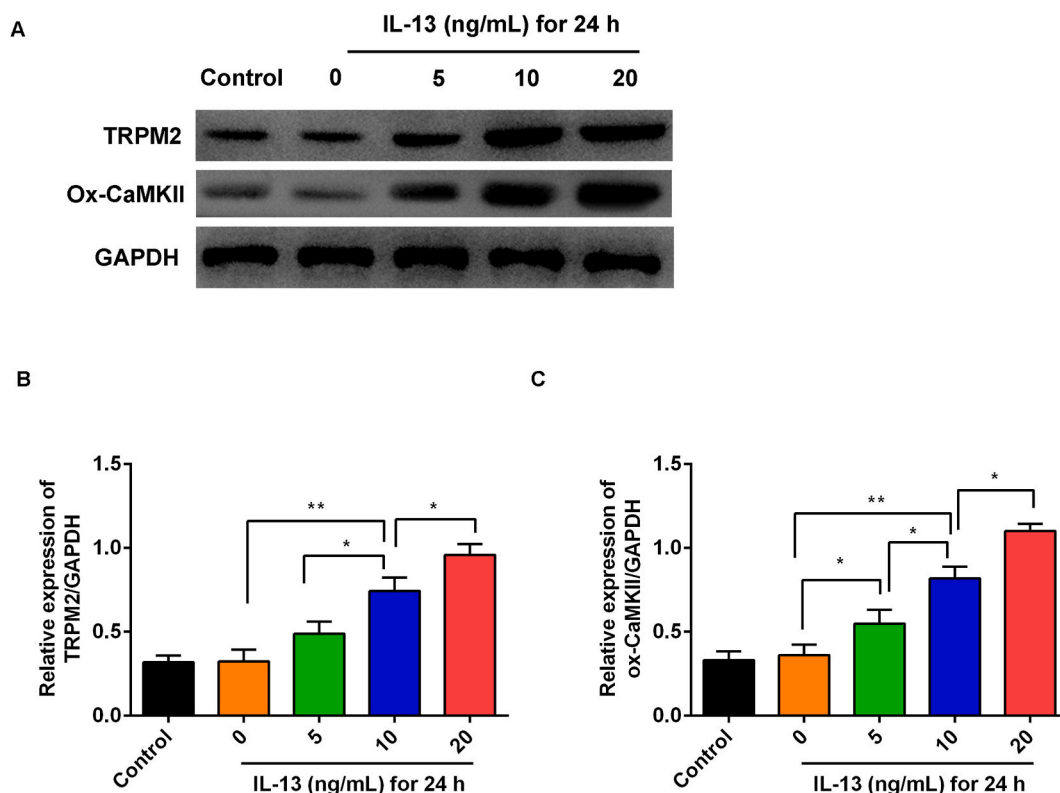 A
IL-13 (ng/mL) for 24 h
Control 0 5 10 20
TRPM2
Ox-CaMKII
GAPDH
B
Relative expression of
TRPM2/GAPDH
1.5
1.0
0.5
0.0
**
*
*
Control 0 5 10 20
IL-13 (ng/mL) for 24 h
C
Relative expression of
ox-CaMKII/GAPDH
1.5
1.0
0.5
0.0
*
**
*
*
Control 0 5 10 20
IL-13 (ng/mL) for 24 h